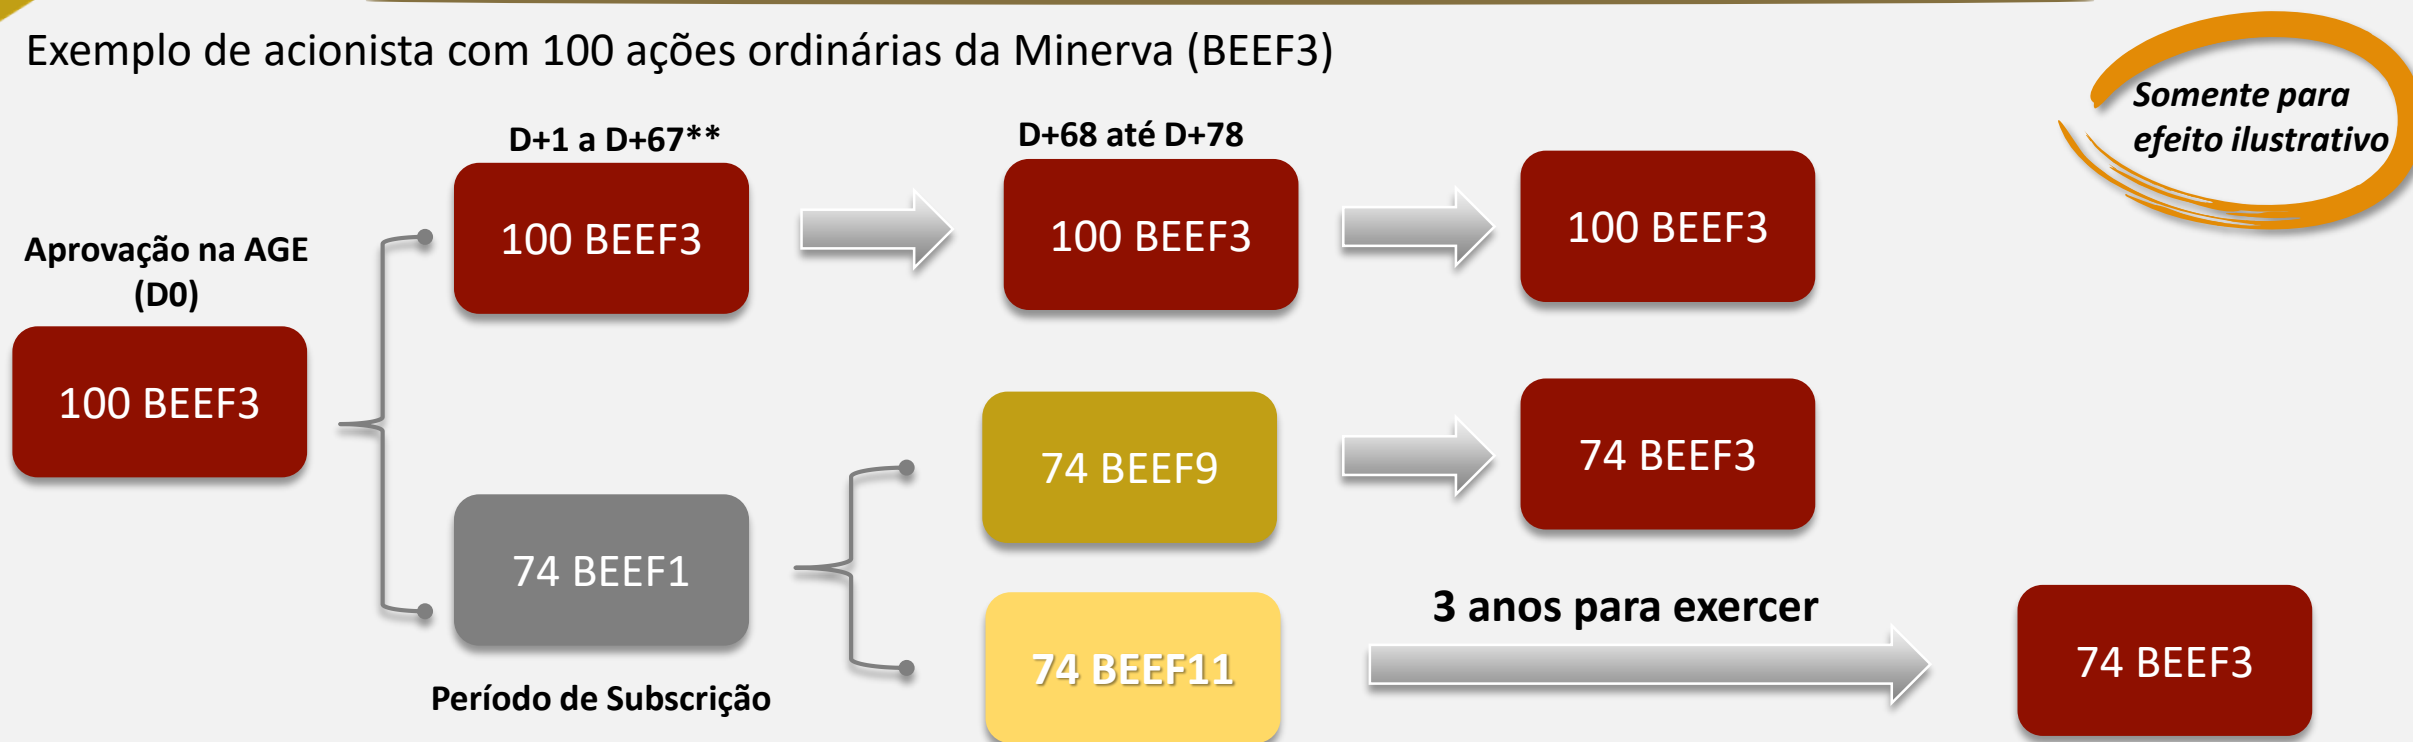 Exemplo de acionista com 100 ações ordinárias da Minerva (BEEF3)
Somente para
efeito ilustrativo
D+1 a D+67**
D+68 até D+78
100 BEEF3
100 BEEF3
100 BEEF3
Aprovação na AGE
(D0)
100 BEEF3
74 BEEF9
74 BEEF3
74 BEEF1
3 anos para exercer
74 BEEF11
74 BEEF3
Período de Subscrição